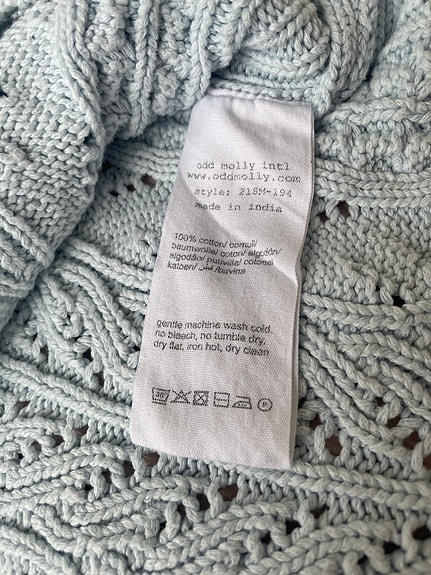 odd molly intl
www.oddmolly.com
style: 218M-194
made in india
100% cotton/ bomull/
baumwolle/ coton/ algodón/
algodão/ puuvilla/ cotone/
katoen/ قطن /bavlna
gentle machine wash cold,
no bleach, no tumble dry,
dry flat, iron hot, dry clean
30
P